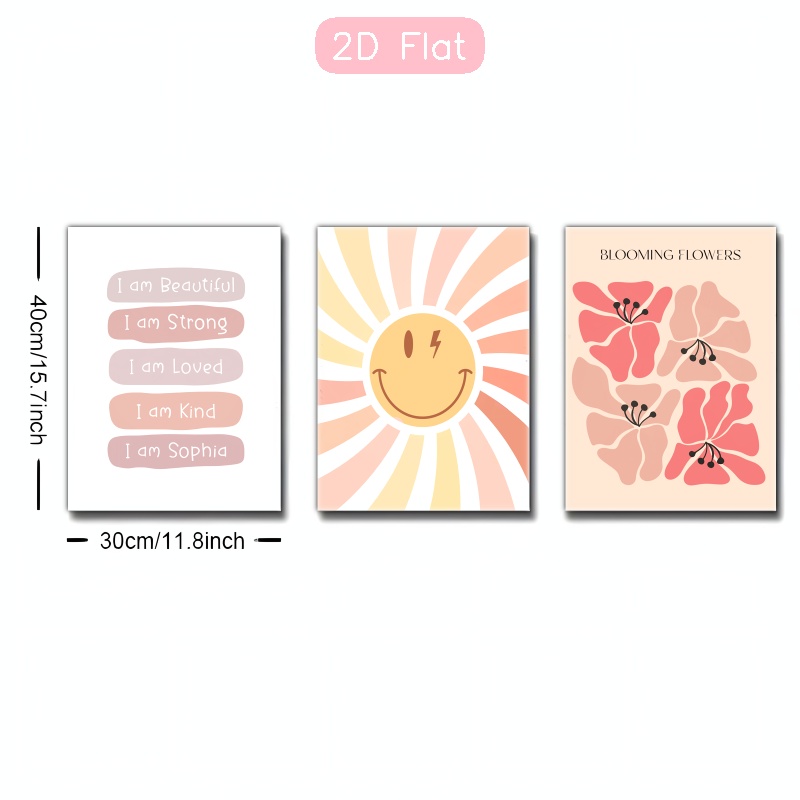 2D Flat
I am Beautiful
I am Strong
I am Loved
I am Kind
I am Sophia
BLOOMING FLOWERS
40cm/15.7inch
30cm/11.8inch